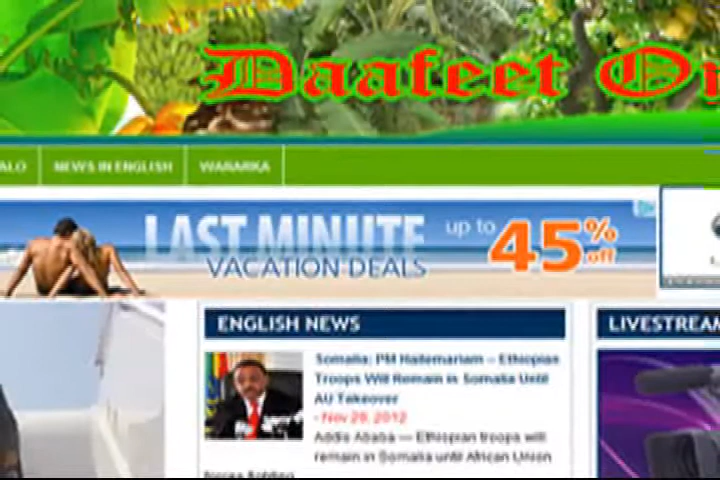 Daafeet On
ALO NEWS IN ENGLISH WARARKA
LAST MINUTE up to 45% off
VACATION DEALS
ENGLISH NEWS LIVESTREAM
Somalia: PM Hailemariam – Ethiopian
Troops Will Remain in Somalia Until
AU Takeover
- Nov 29, 2012
Addis Ababa — Ethiopian troops will
remain in Somalia until African Union